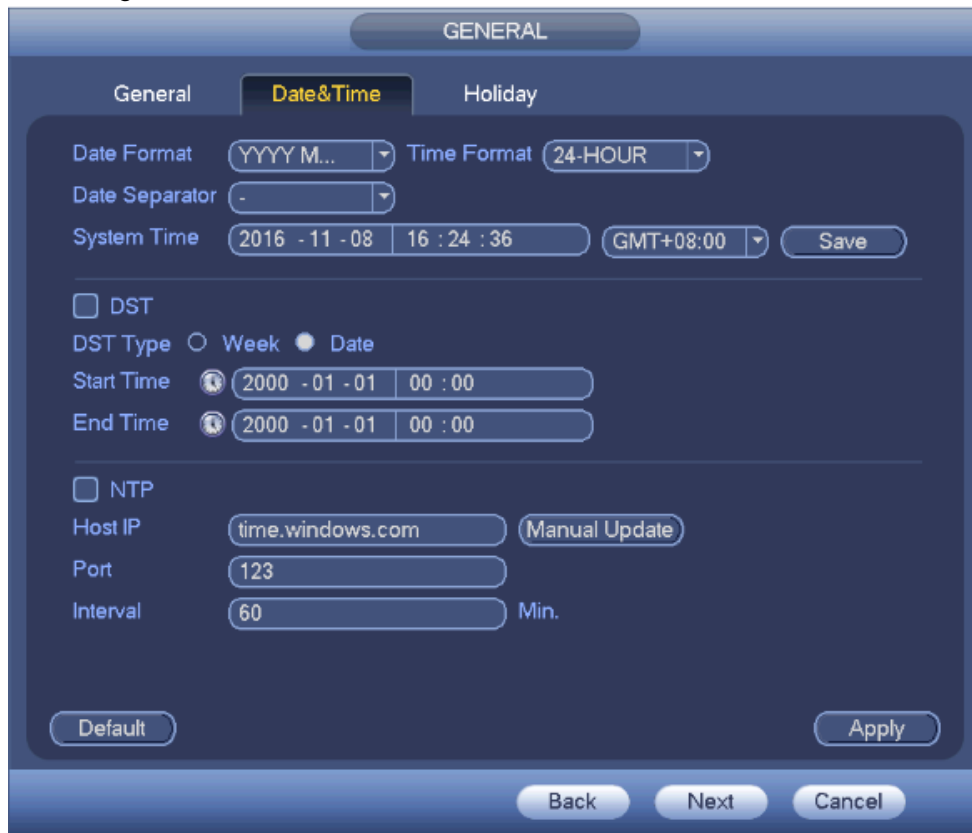 GENERAL
General Date&Time Holiday
Date Format YYYY M... Time Format 24-HOUR
Date Separator -
System Time 2016 - 11 - 08 16 : 24 : 36 GMT+08:00 Save
DST
DST Type Week Date
Start Time 2000 - 01 - 01 00 : 00
End Time 2000 - 01 - 01 00 : 00
NTP
Host IP time.windows.com Manual Update
Port 123
Interval 60 Min.
Default Apply
Back Next Cancel